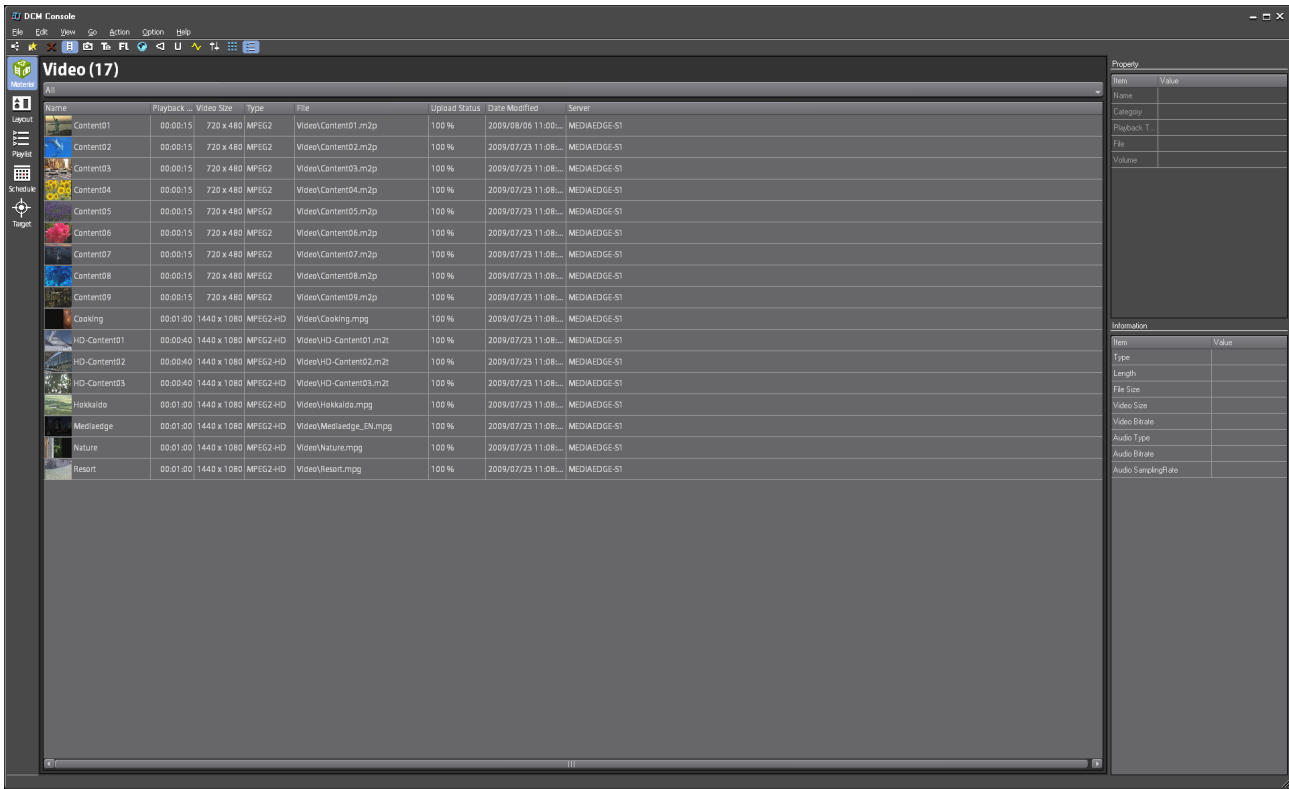 DCM Console
File Edit View Go Action Option Help
Te FL U
Material
Layout
Playlist
Schedule
Target
Video (17)
All
Name Playback ... Video Size Type File Upload Status Date Modified Server
Content01 00:00:15 720 x 480 MPEG2 Video\Content01.m2p 100 % 2009/08/06 11:00:... MEDIAEDGE-S1
Content02 00:00:15 720 x 480 MPEG2 Video\Content02.m2p 100 % 2009/07/23 11:08:... MEDIAEDGE-S1
Content03 00:00:15 720 x 480 MPEG2 Video\Content03.m2p 100 % 2009/07/23 11:08:... MEDIAEDGE-S1
Content04 00:00:15 720 x 480 MPEG2 Video\Content04.m2p 100 % 2009/07/23 11:08:... MEDIAEDGE-S1
Content05 00:00:15 720 x 480 MPEG2 Video\Content05.m2p 100 % 2009/07/23 11:08:... MEDIAEDGE-S1
Content06 00:00:15 720 x 480 MPEG2 Video\Content06.m2p 100 % 2009/07/23 11:08:... MEDIAEDGE-S1
Content07 00:00:15 720 x 480 MPEG2 Video\Content07.m2p 100 % 2009/07/23 11:08:... MEDIAEDGE-S1
Content08 00:00:15 720 x 480 MPEG2 Video\Content08.m2p 100 % 2009/07/23 11:08:... MEDIAEDGE-S1
Content09 00:00:15 720 x 480 MPEG2 Video\Content09.m2p 100 % 2009/07/23 11:08:... MEDIAEDGE-S1
Cooking 00:01:00 1440 x 1080 MPEG2-HD Video\Cooking.mpg 100 % 2009/07/23 11:08:... MEDIAEDGE-S1
HD-Content01 00:00:40 1440 x 1080 MPEG2-HD Video\HD-Content01.m2t 100 % 2009/07/23 11:08:... MEDIAEDGE-S1
HD-Content02 00:00:40 1440 x 1080 MPEG2-HD Video\HD-Content02.m2t 100 % 2009/07/23 11:08:... MEDIAEDGE-S1
HD-Content03 00:00:40 1440 x 1080 MPEG2-HD Video\HD-Content03.m2t 100 % 2009/07/23 11:08:... MEDIAEDGE-S1
Hokkaido 00:01:00 1440 x 1080 MPEG2-HD Video\Hokkaido.mpg 100 % 2009/07/23 11:08:... MEDIAEDGE-S1
Mediaedge 00:01:00 1440 x 1080 MPEG2-HD Video\Mediaedge_EN.mpg 100 % 2009/07/23 11:08:... MEDIAEDGE-S1
Nature 00:01:00 1440 x 1080 MPEG2-HD Video\Nature.mpg 100 % 2009/07/23 11:08:... MEDIAEDGE-S1
Resort 00:01:00 1440 x 1080 MPEG2-HD Video\Resort.mpg 100 % 2009/07/23 11:08:... MEDIAEDGE-S1
Property
Item Value
Name
Category
Playback T...
File
Volume
Information
Item Value
Type
Length
File Size
Video Size
Video Bitrate
Audio Type
Audio Bitrate
Audio SamplingRate